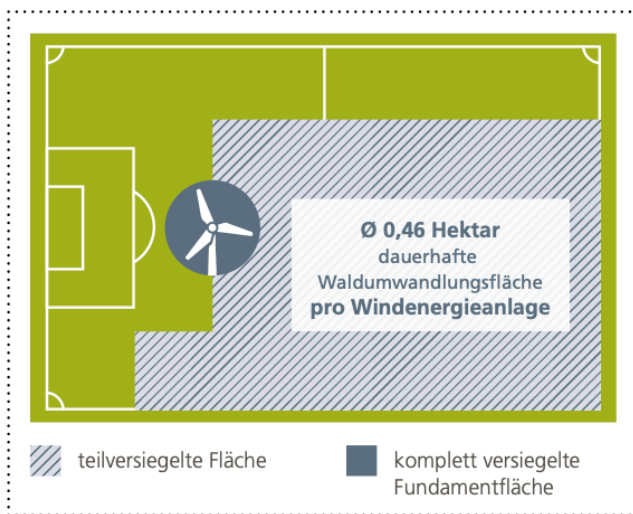 Ø 0,46 Hektar
dauerhafte
Waldumwandlungsfläche
pro Windenergieanlage
teilversiegelte Fläche
komplett versiegelte
Fundamentfläche